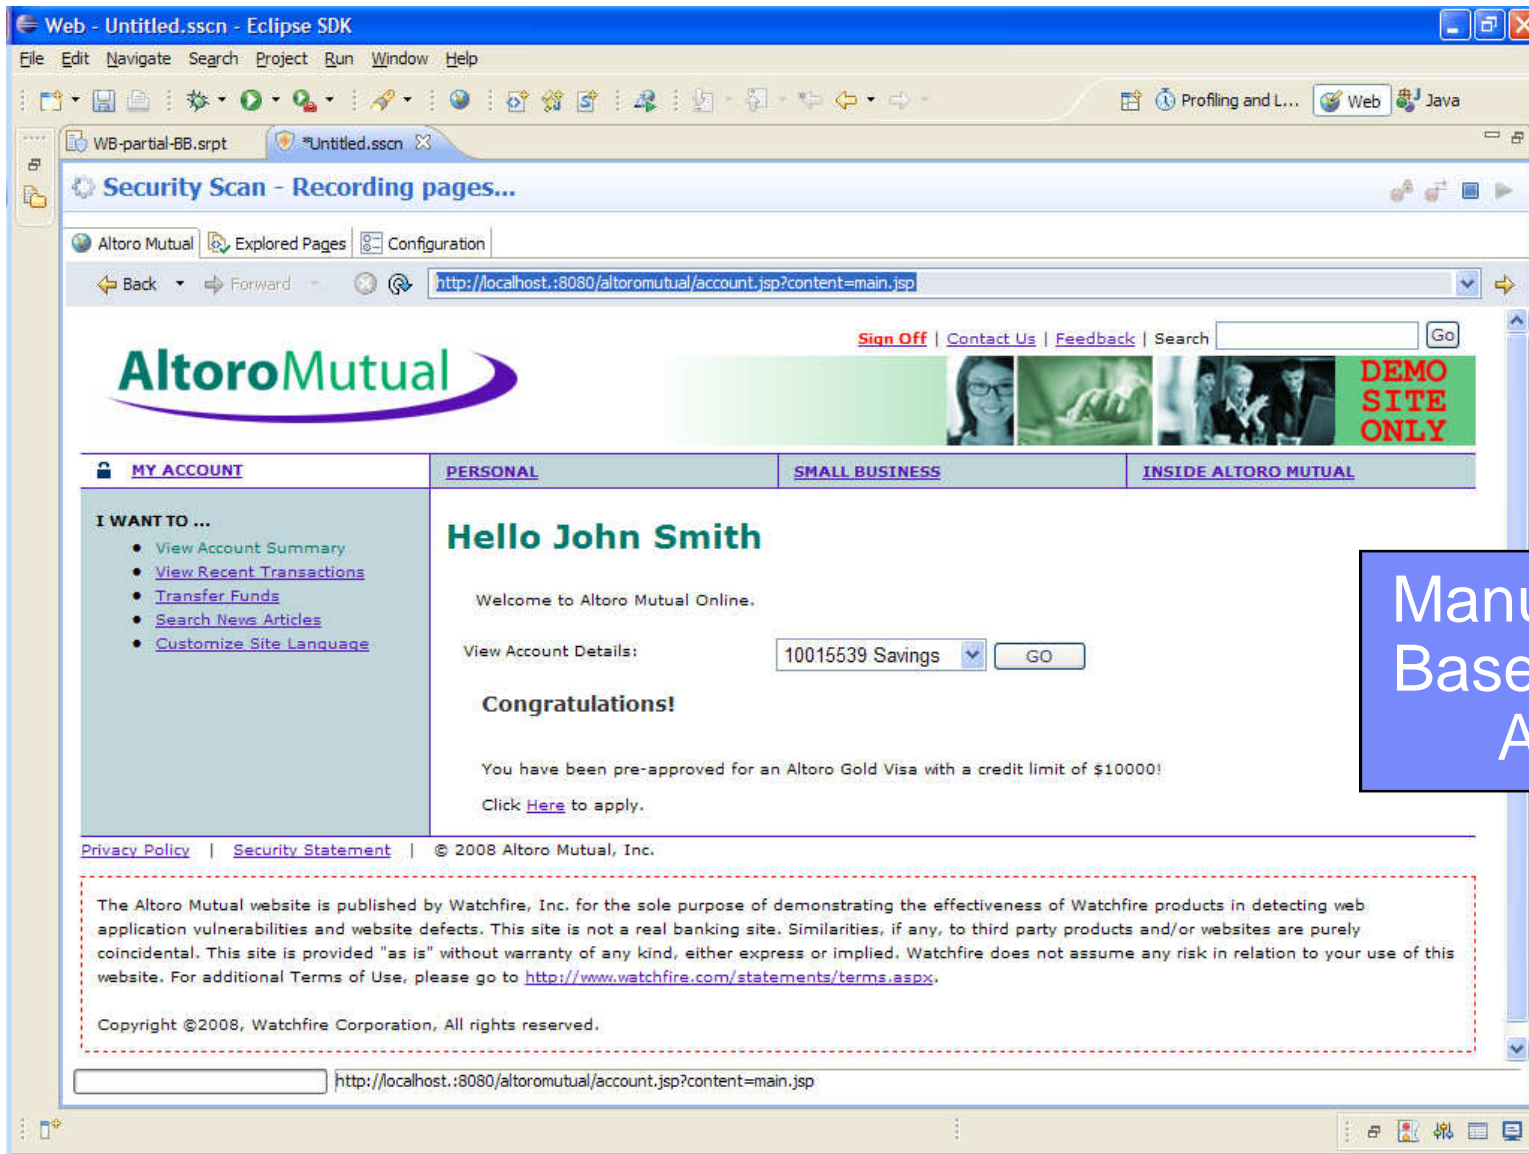 Web - Untitled.sscn - Eclipse SDK
File Edit Navigate Search Project Run Window Help
Profiling and L... Web Java
WB-partial-BB.srpt *Untitled.sscn
Security Scan - Recording pages...
Altoro Mutual Explored Pages Configuration
Back Forward http://localhost.:8080/altoromutual/account.jsp?content=main.jsp
Sign Off | Contact Us | Feedback | Search Go
AltoroMutual
DEMO
SITE
ONLY
MY ACCOUNT PERSONAL SMALL BUSINESS INSIDE ALTORO MUTUAL
I WANT TO ...
View Account Summary
View Recent Transactions
Transfer Funds
Search News Articles
Customize Site Language
Hello John Smith
Welcome to Altoro Mutual Online.
View Account Details: 10015539 Savings GO
Congratulations!
You have been pre-approved for an Altoro Gold Visa with a credit limit of $10000!
Click Here to apply.
Privacy Policy | Security Statement | © 2008 Altoro Mutual, Inc.
The Altoro Mutual website is published by Watchfire, Inc. for the sole purpose of demonstrating the effectiveness of Watchfire products in detecting web
application vulnerabilities and website defects. This site is not a real banking site. Similarities, if any, to third party products and/or websites are purely
coincidental. This site is provided "as is" without warranty of any kind, either express or implied. Watchfire does not assume any risk in relation to your use of this
website. For additional Terms of Use, please go to http://www.watchfire.com/statements/terms.aspx.
Copyright ©2008, Watchfire Corporation, All rights reserved.
http://localhost.:8080/altoromutual/account.jsp?content=main.jsp